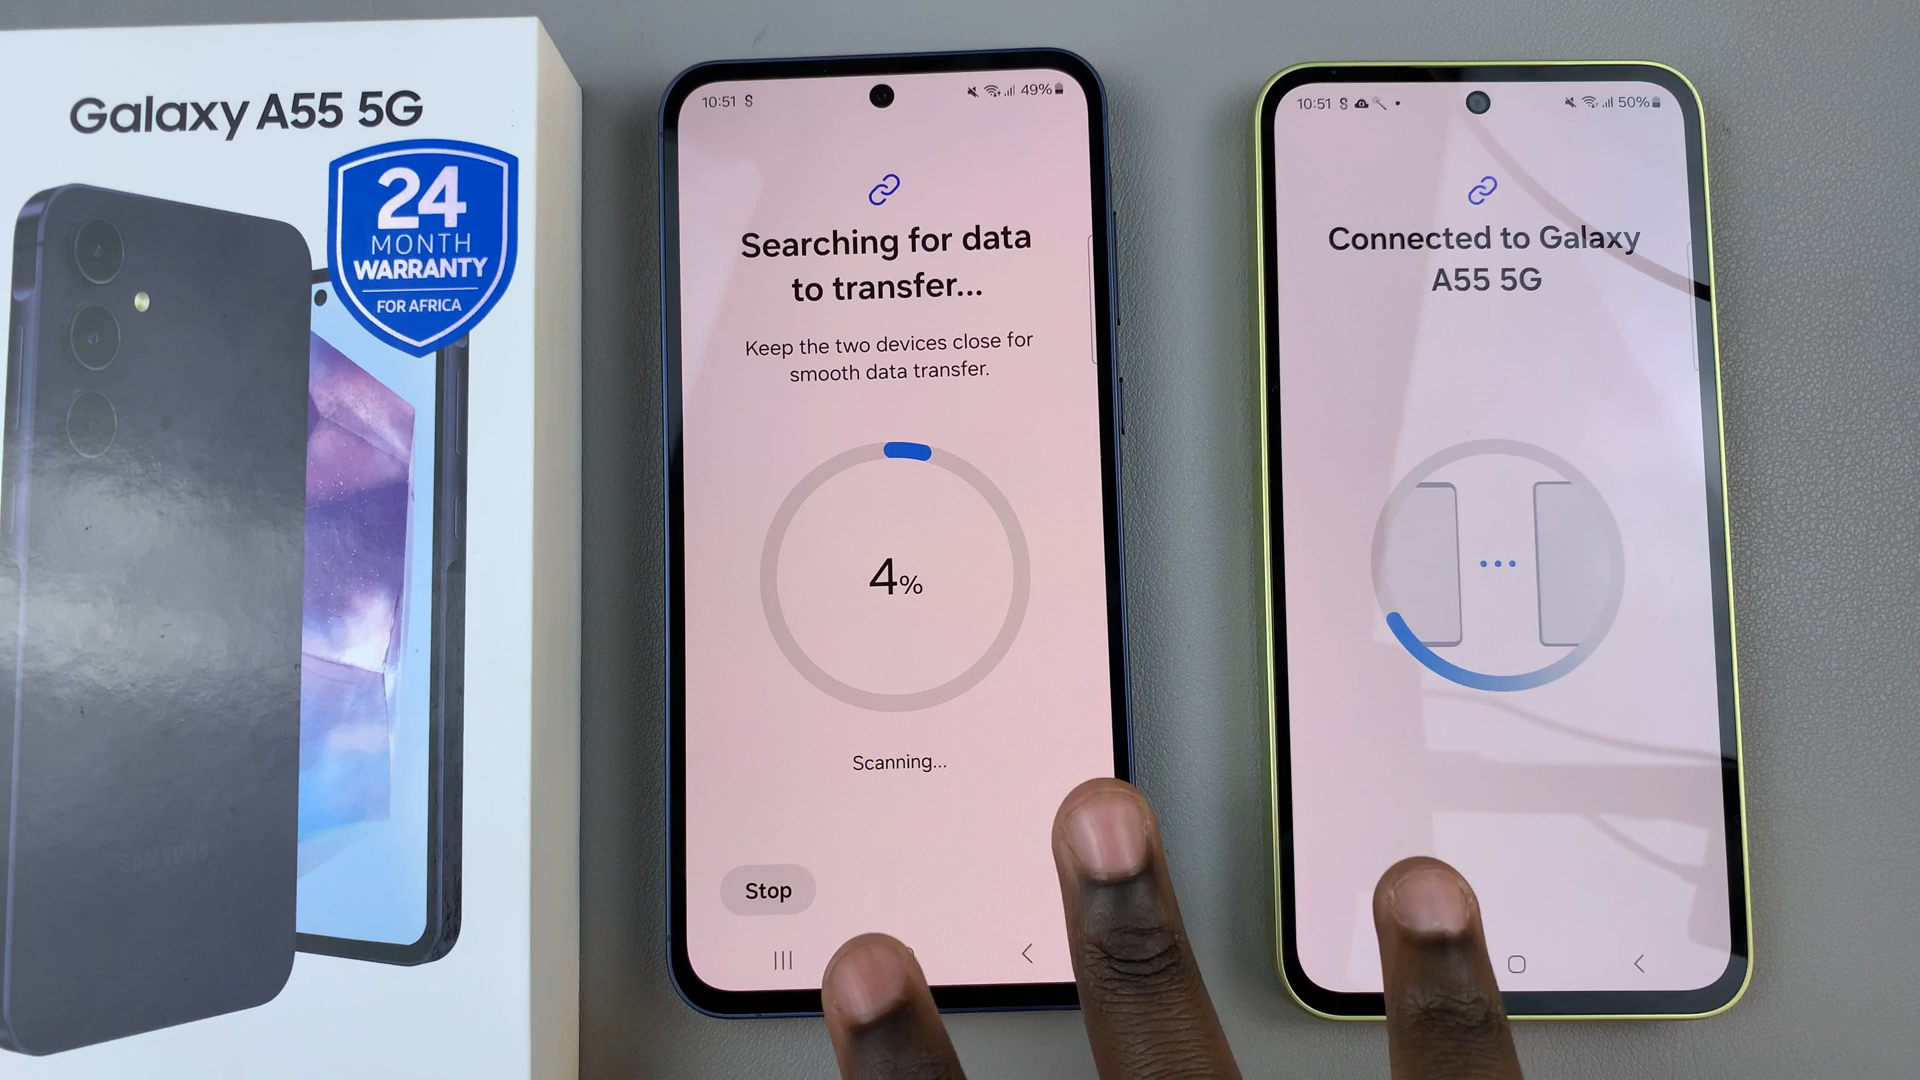 Galaxy A55 5G
24
MONTH
WARRANTY
FOR AFRICA
SAMSUNG
10:51
49%
Searching for data
to transfer...
Keep the two devices close for
smooth data transfer.
4%
Scanning...
Stop
10:51
50%
Connected to Galaxy
A55 5G